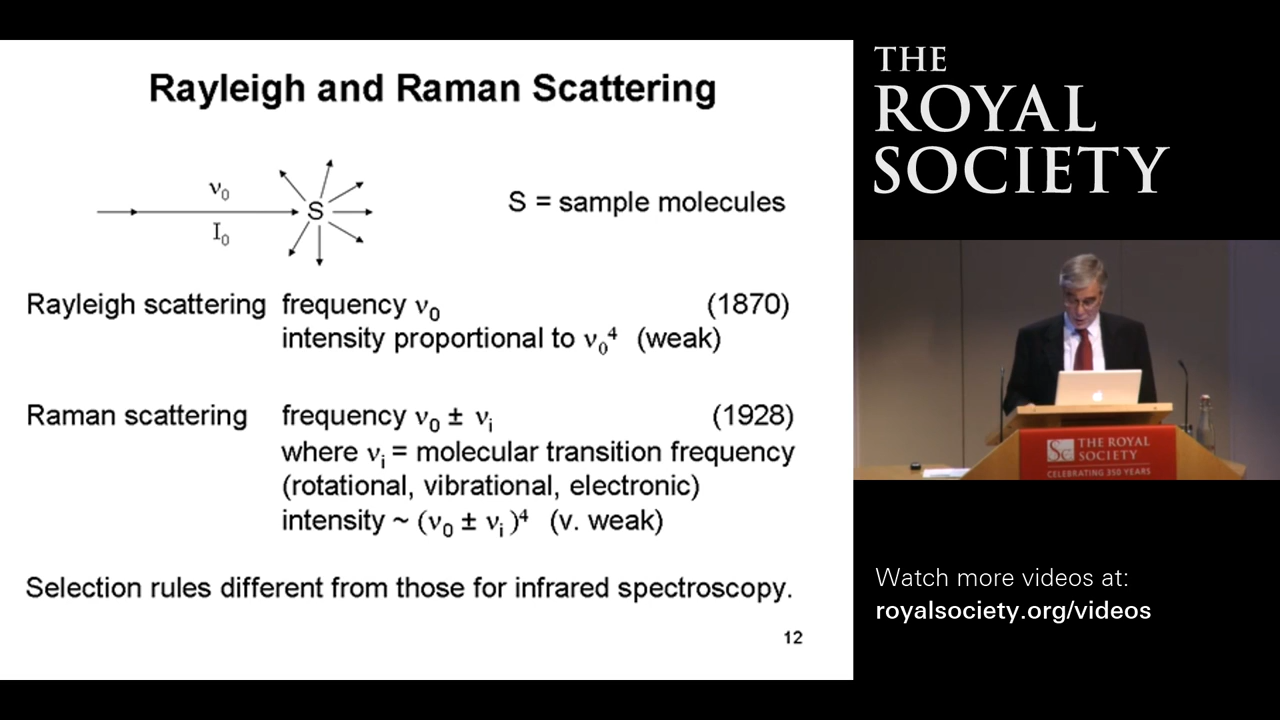 Rayleigh and Raman Scattering
ν₀
I₀
S
S = sample molecules
Rayleigh scattering frequency ν₀ (1870)
intensity proportional to ν₀⁴ (weak)
Raman scattering frequency ν₀ ± νᵢ (1928)
where νᵢ = molecular transition frequency
(rotational, vibrational, electronic)
intensity ~ (ν₀ ± νᵢ )⁴ (v. weak)
Selection rules different from those for infrared spectroscopy.
12
THE
ROYAL
SOCIETY
THE ROYAL
SOCIETY
CELEBRATING 350 YEARS
Watch more videos at:
royalsociety.org/videos